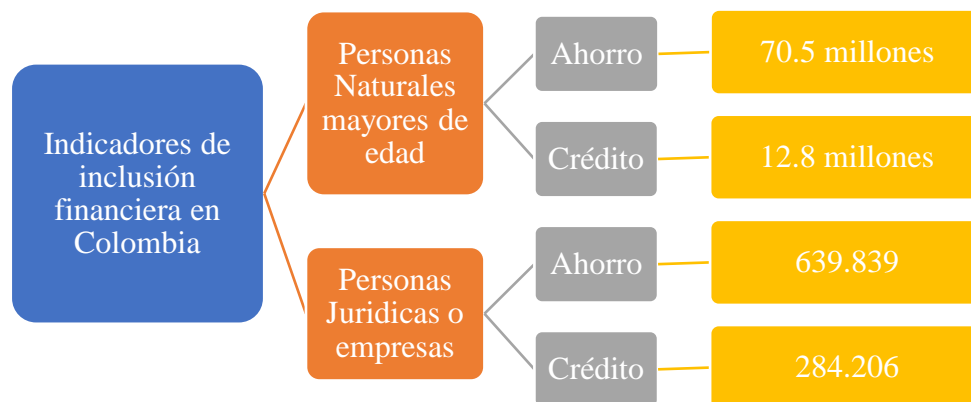 Indicadores de
inclusión
financiera en
Colombia
Personas
Naturales
mayores de
edad
Ahorro
70.5 millones
Crédito
12.8 millones
Personas
Juridicas o
empresas
Ahorro
639.839
Crédito
284.206